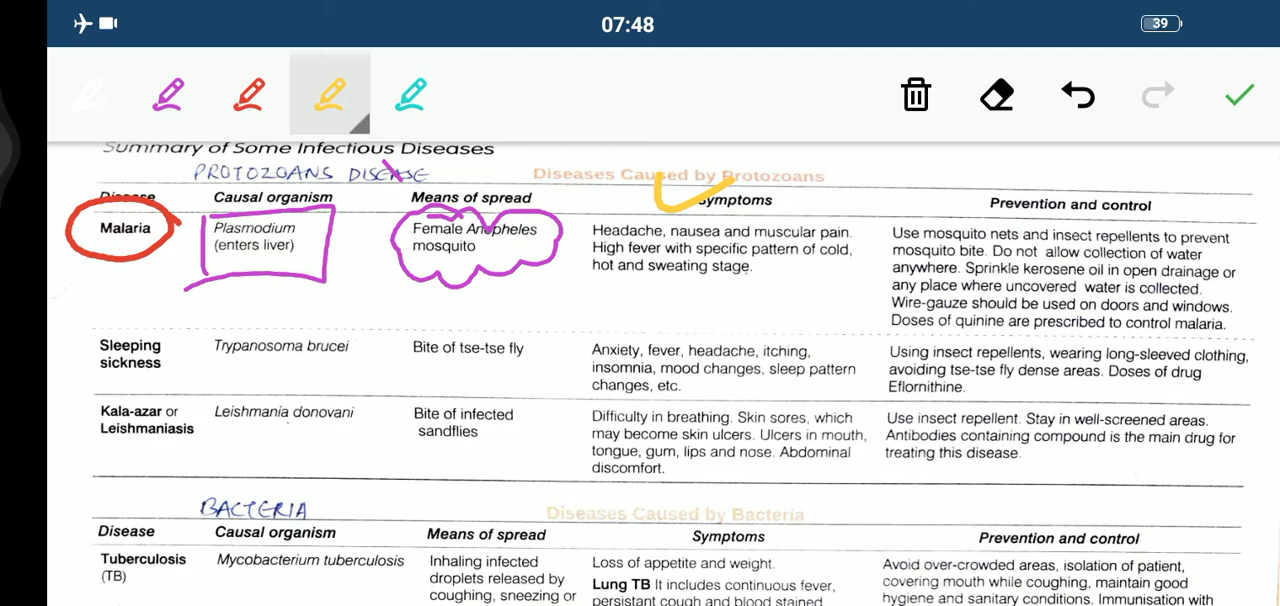 07:48
39
Summary of Some Infectious Diseases
PROTOZOANS DISEASE
Diseases Caused by Protozoans
Disease Causal organism Means of spread Symptoms Prevention and control
Malaria
Plasmodium
(enters liver)
Female Anopheles
mosquito
Headache, nausea and muscular pain.
High fever with specific pattern of cold,
hot and sweating stage.
Use mosquito nets and insect repellents to prevent
mosquito bite. Do not allow collection of water
anywhere. Sprinkle kerosene oil in open drainage or
any place where uncovered water is collected.
Wire-gauze should be used on doors and windows.
Doses of quinine are prescribed to control malaria.
Sleeping
sickness
Trypanosoma brucei
Bite of tse-tse fly
Anxiety, fever, headache, itching,
insomnia, mood changes, sleep pattern
changes, etc.
Using insect repellents, wearing long-sleeved clothing,
avoiding tse-tse fly dense areas. Doses of drug
Eflornithine.
Kala-azar or
Leishmaniasis
Leishmania donovani
Bite of infected
sandflies
Difficulty in breathing. Skin sores, which
may become skin ulcers. Ulcers in mouth,
tongue, gum, lips and nose. Abdominal
discomfort.
Use insect repellent. Stay in well-screened areas.
Antibodies containing compound is the main drug for
treating this disease.
BACTERIA
Diseases Caused by Bacteria
Disease Causal organism Means of spread Symptoms Prevention and control
Tuberculosis
(TB)
Mycobacterium tuberculosis
Inhaling infected
droplets released by
coughing, sneezing or
Loss of appetite and weight.
Lung TB It includes continuous fever,
persistant cough and blood stained
Avoid over-crowded areas, isolation of patient,
covering mouth while coughing, maintain good
hygiene and sanitary conditions. Immunisation with